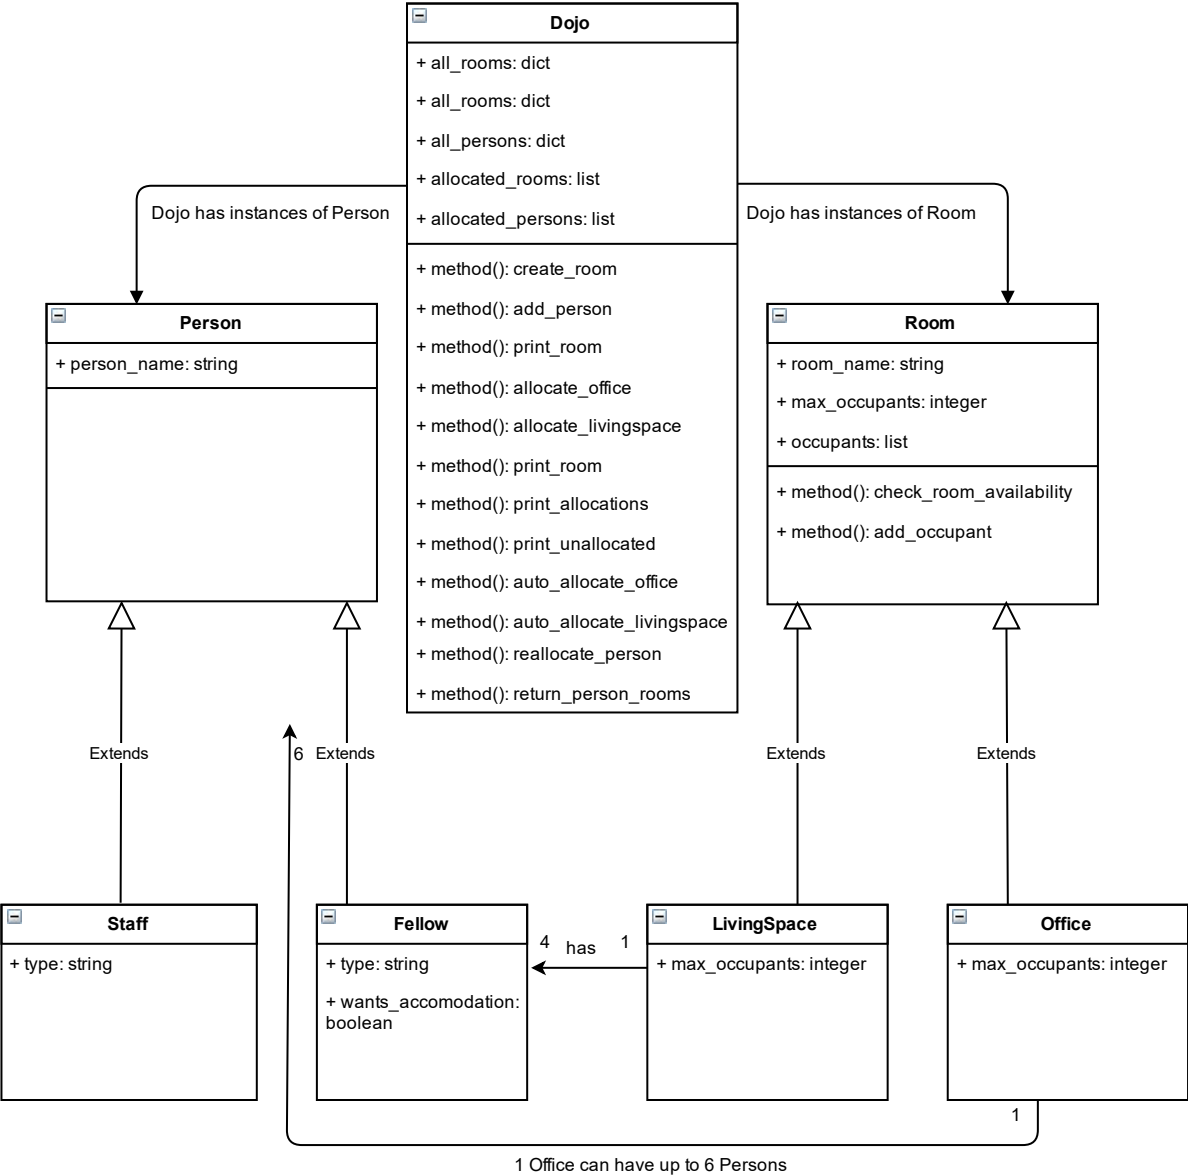 Dojo
+ all_rooms: dict
+ all_rooms: dict
+ all_persons: dict
+ allocated_rooms: list
+ allocated_persons: list
+ method(): create_room
+ method(): add_person
+ method(): print_room
+ method(): allocate_office
+ method(): allocate_livingspace
+ method(): print_room
+ method(): print_allocations
+ method(): print_unallocated
+ method(): auto_allocate_office
+ method(): auto_allocate_livingspace
+ method(): reallocate_person
+ method(): return_person_rooms
Dojo has instances of Person
Dojo has instances of Room
Person
+ person_name: string
Room
+ room_name: string
+ max_occupants: integer
+ occupants: list
+ method(): check_room_availability
+ method(): add_occupant
Extends
6
Extends
Extends
Extends
Staff
+ type: string
Fellow
+ type: string
+ wants_accomodation:
boolean
4
has
1
LivingSpace
+ max_occupants: integer
Office
+ max_occupants: integer
1
1 Office can have up to 6 Persons